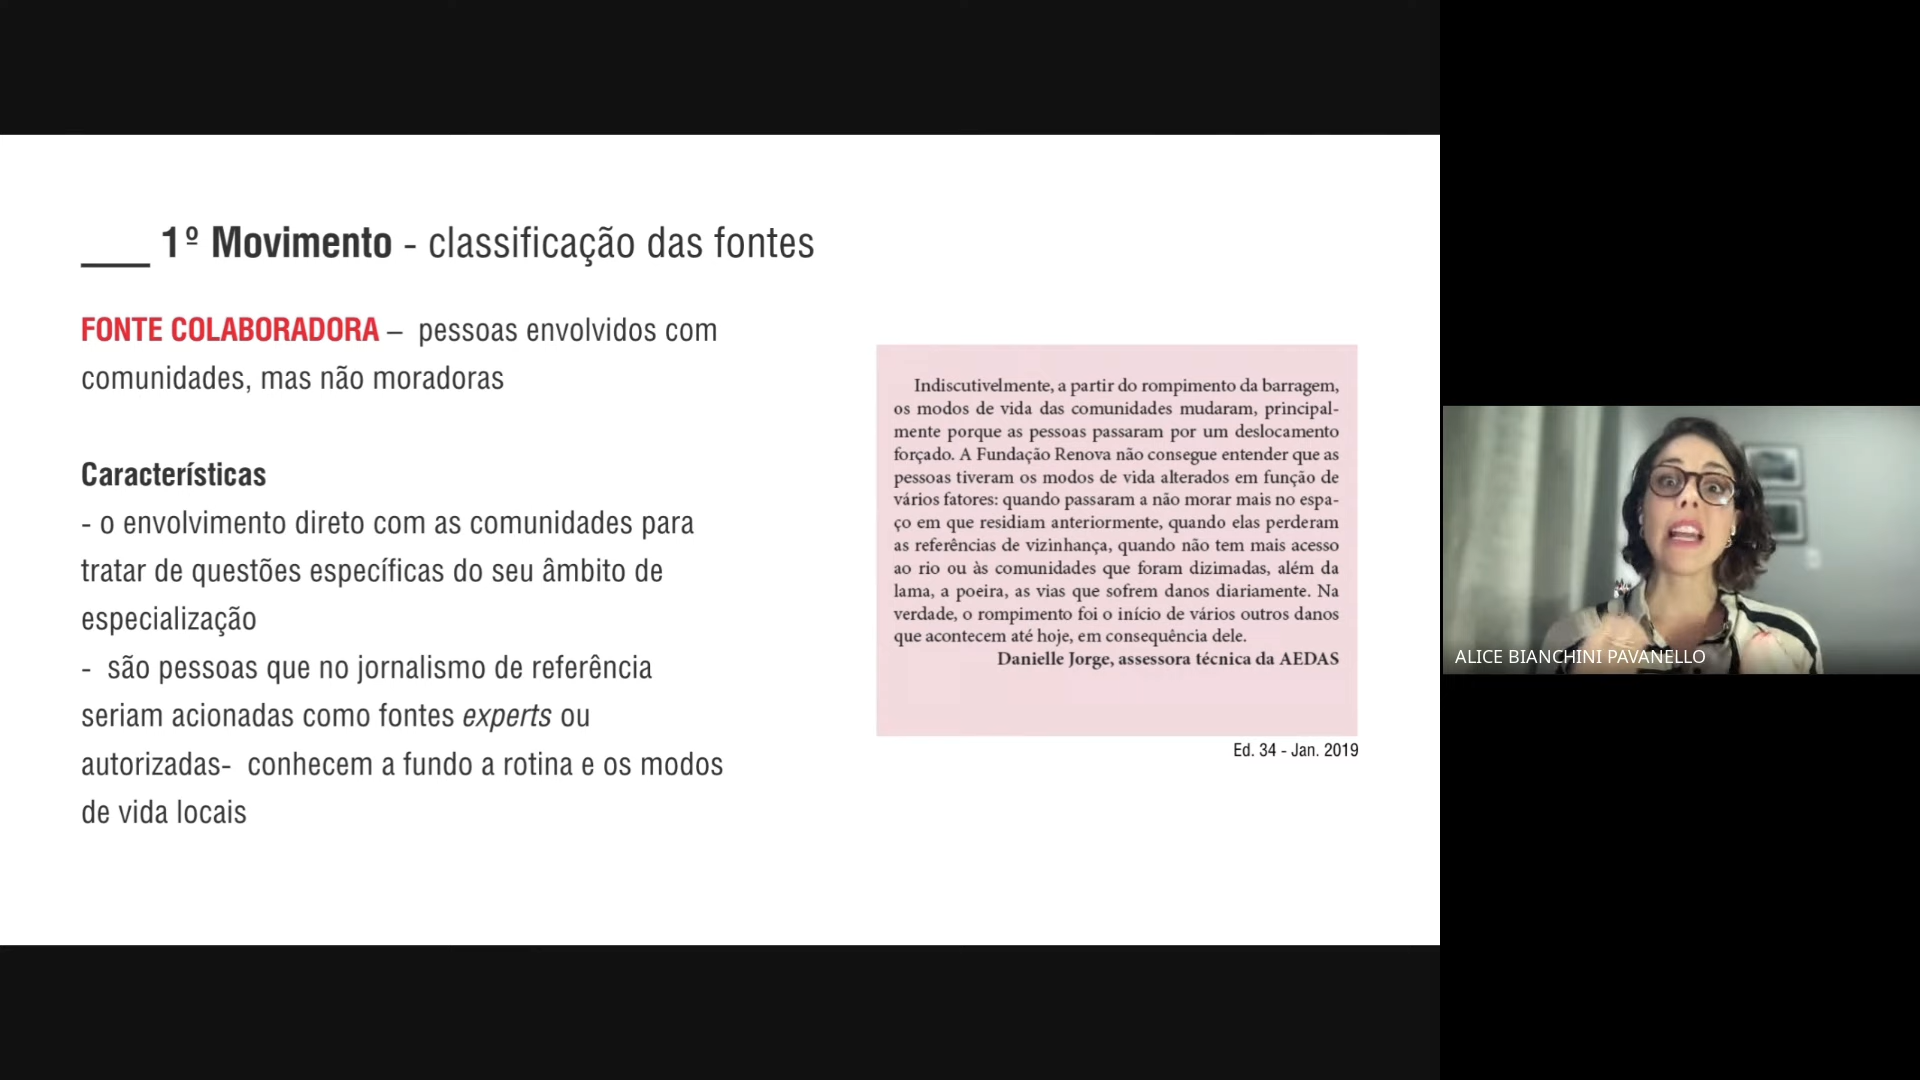 ___ 1º Movimento - classificação das fontes
FONTE COLABORADORA – pessoas envolvidos com
comunidades, mas não moradoras
Características
- o envolvimento direto com as comunidades para
tratar de questões específicas do seu âmbito de
especialização
- são pessoas que no jornalismo de referência
seriam acionadas como fontes experts ou
autorizadas- conhecem a fundo a rotina e os modos
de vida locais
Indiscutivelmente, a partir do rompimento da barragem,
os modos de vida das comunidades mudaram, principal-
mente porque as pessoas passaram por um deslocamento
forçado. A Fundação Renova não consegue entender que as
pessoas tiveram os modos de vida alterados em função de
vários fatores: quando passaram a não morar mais no espa-
ço em que residiam anteriormente, quando elas perderam
as referências de vizinhança, quando não tem mais acesso
ao rio ou às comunidades que foram dizimadas, além da
lama, a poeira, as vias que sofrem danos diariamente. Na
verdade, o rompimento foi o início de vários outros danos
que acontecem até hoje, em consequência dele.
Danielle Jorge, assessora técnica da AEDAS
Ed. 34 - Jan. 2019
ALICE BIANCHINI PAVANELLO